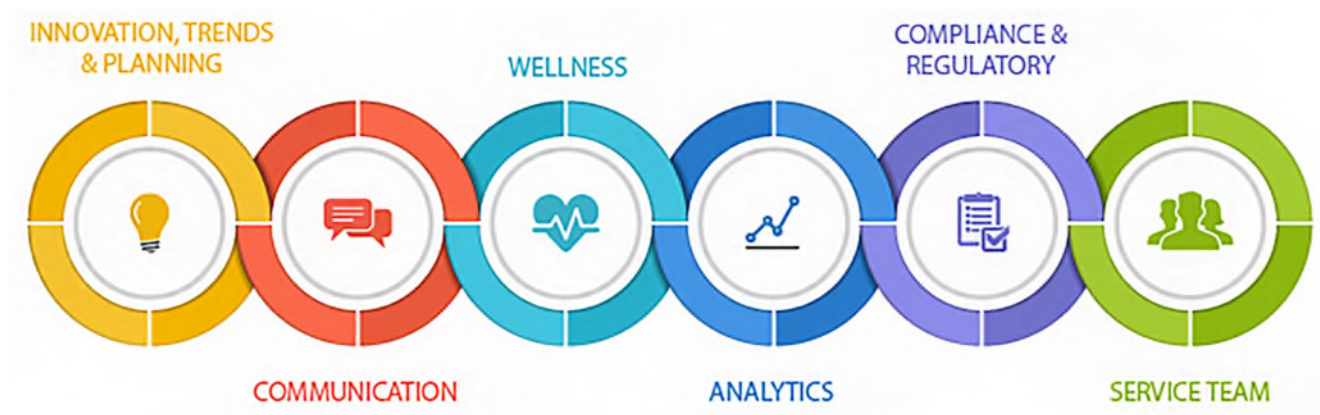 INNOVATION, TRENDS
& PLANNING
COMMUNICATION
WELLNESS
ANALYTICS
COMPLIANCE &
REGULATORY
SERVICE TEAM